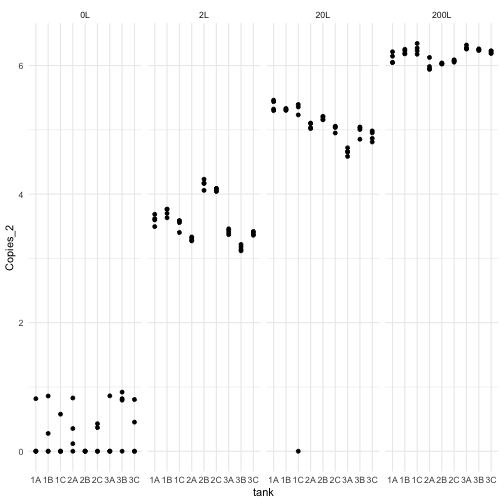 0L 2L 20L 200L
6
4
2
0
Copies_2
1A 1B 1C 2A 2B 2C 3A 3B 3C 1A 1B 1C 2A 2B 2C 3A 3B 3C 1A 1B 1C 2A 2B 2C 3A 3B 3C 1A 1B 1C 2A 2B 2C 3A 3B 3C
tank